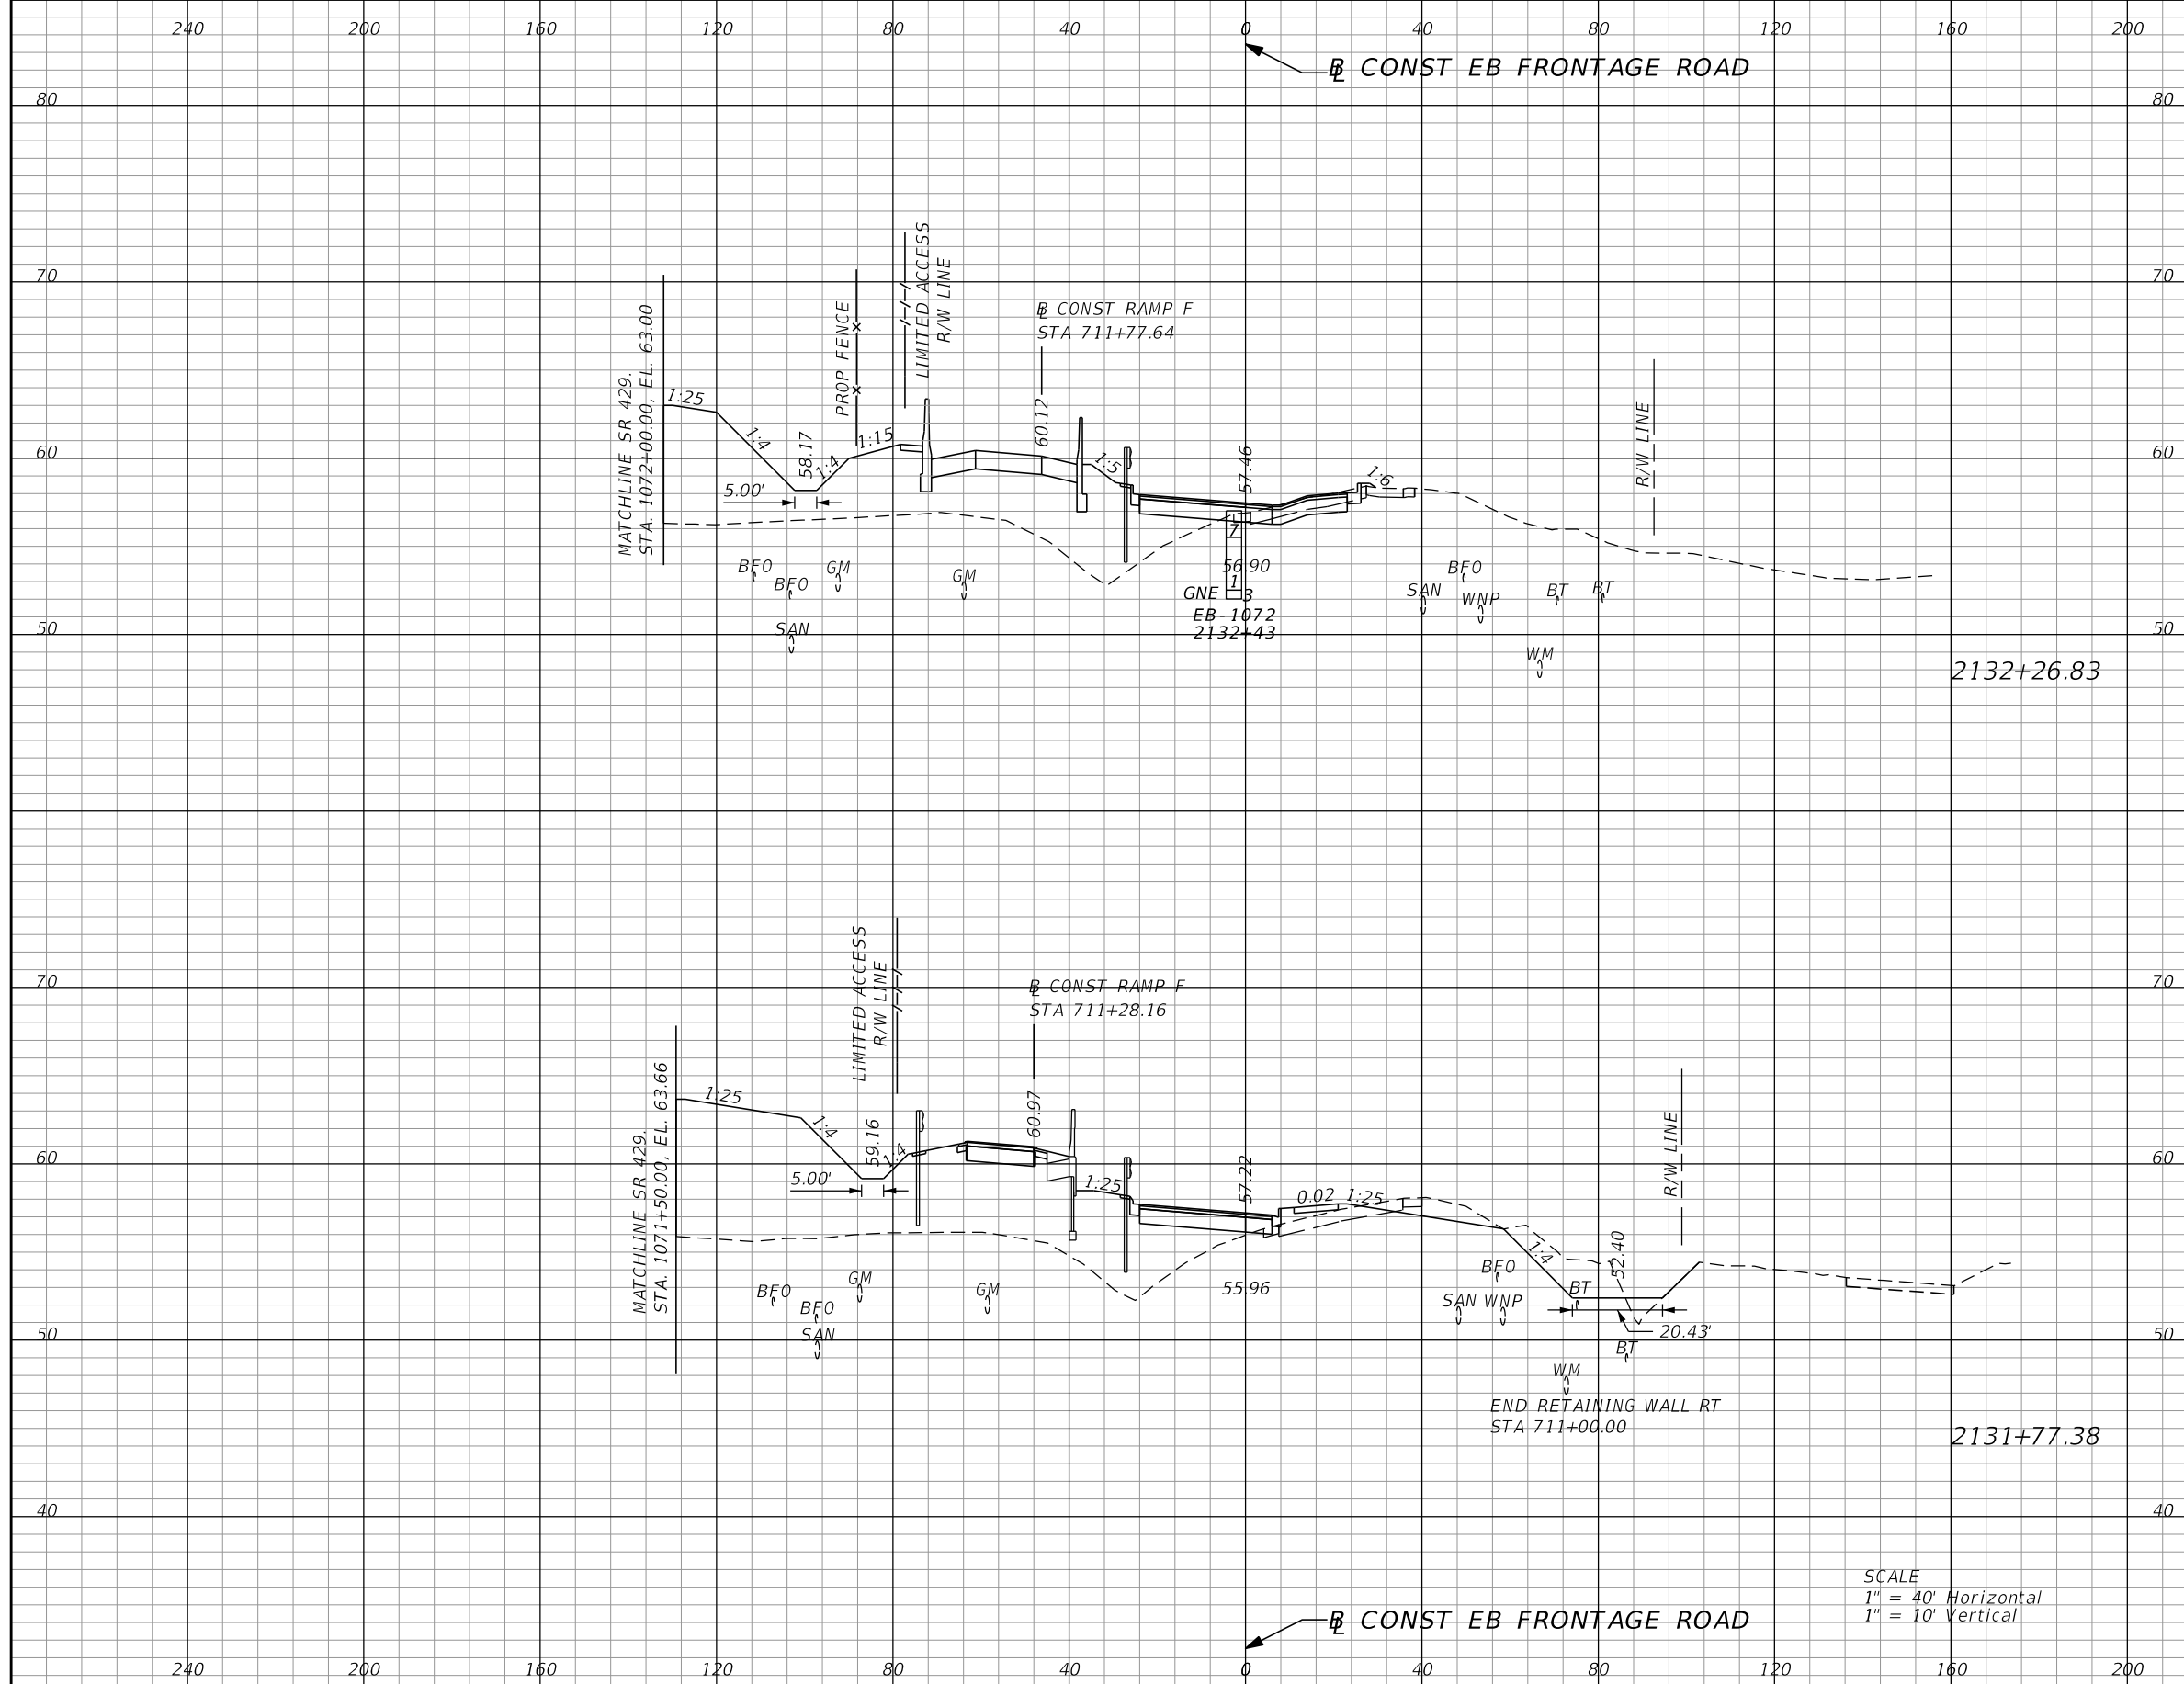 240 200 160 120 80 40 0 40 80 120 160 200
BL CONST EB FRONTAGE ROAD
80 80
70 70
60 60
50 50
MATCHLINE SR 429.
STA. 1072+00.00, EL. 63.00
1:25
1:4
5.00'
58.17
1:4
PROP FENCE
1:15
LIMITED ACCESS
R/W LINE
BL CONST RAMP F
STA 711+77.64
60.12
1:5
57.46
1:6
R/W LINE
BFO
BFO
GM
GM
SAN
7
56.90
1
GNE 3
EB-1072
2132+43
SAN
BFO
WNP
BT
BT
WM
2132+26.83
70 70
60 60
50 50
40 40
MATCHLINE SR 429.
STA. 1071+50.00, EL. 63.66
1:25
1:4
5.00'
59.16
1:4
LIMITED ACCESS
R/W LINE
BL CONST RAMP F
STA 711+28.16
60.97
1:25
57.22
0.02 1:25
1:4
52.40
R/W LINE
BFO
BFO
GM
GM
SAN
55.96
BFO
SAN WNP
BT
20.43'
BT
WM
END RETAINING WALL RT
STA 711+00.00
2131+77.38
SCALE
1" = 40' Horizontal
1" = 10' Vertical
BL CONST EB FRONTAGE ROAD
240 200 160 120 80 40 0 40 80 120 160 200